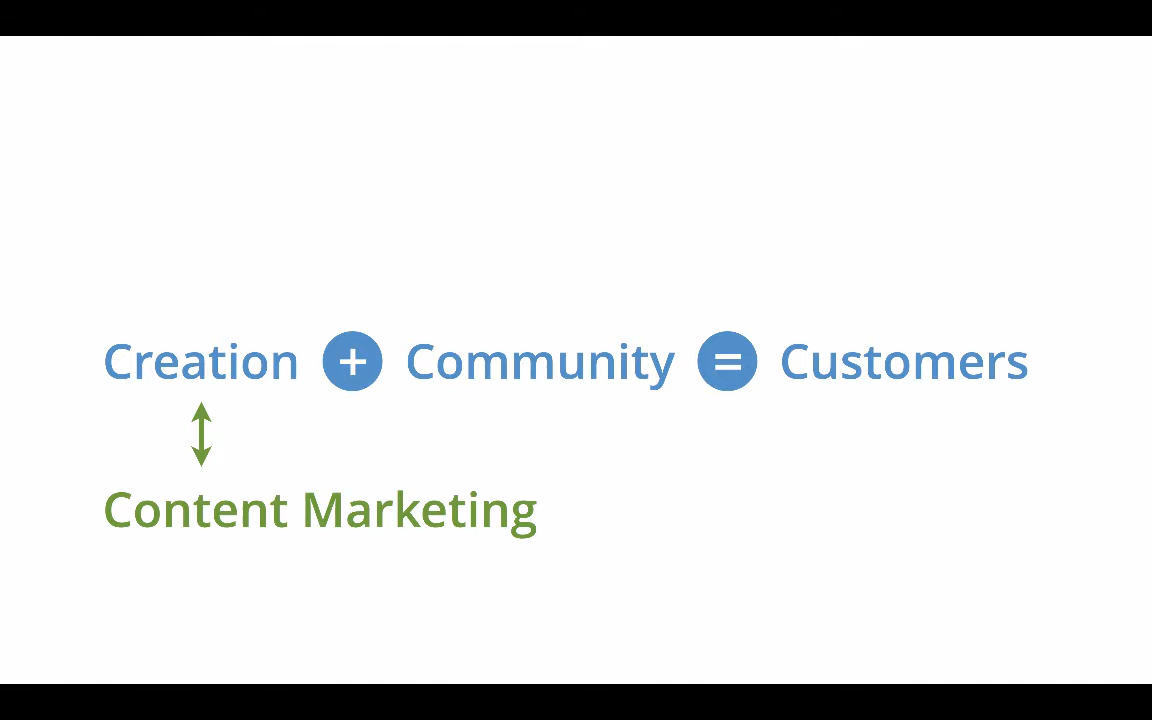 Creation + Community = Customers
Content Marketing